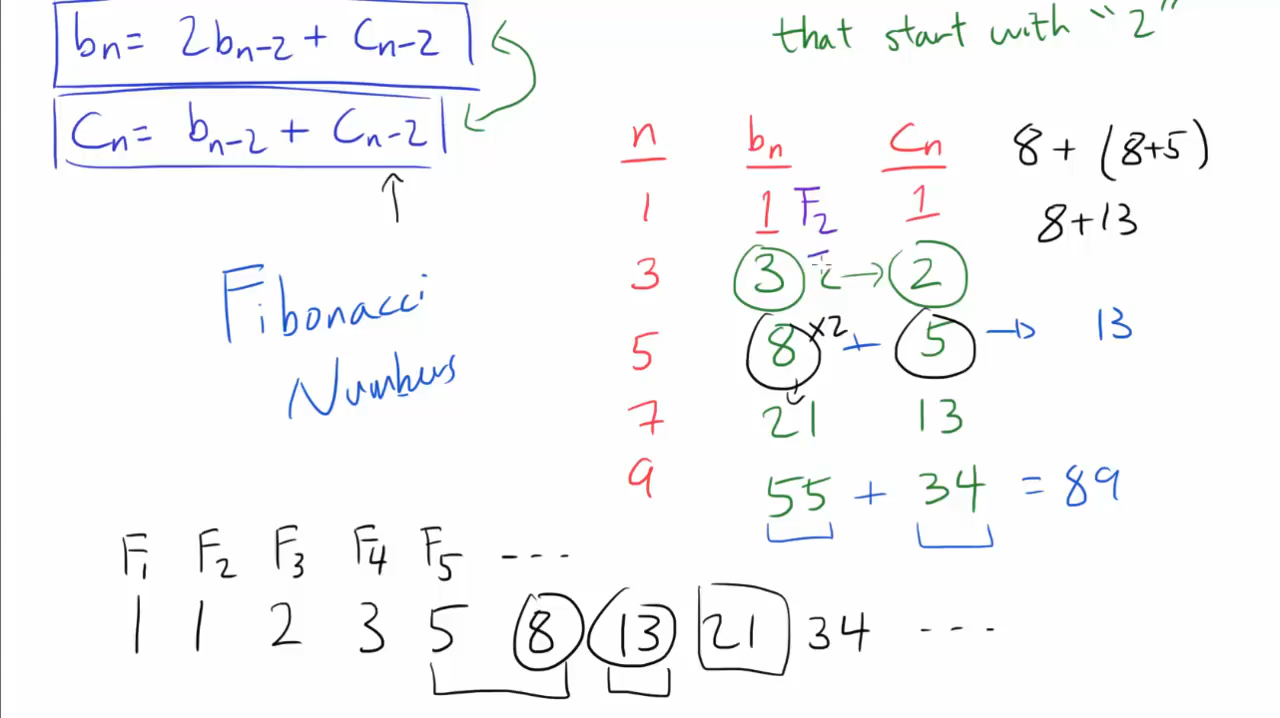 bn= 2bn-2 + Cn-2
that start with "2"
Cn= bn-2 + Cn-2
n bn Cn 8 + (8+5)
1 1 F2 1 8+13
3 3 2
5 8 x2 + 5 → 13
7 21 13
9 55 + 34 = 89
Fibonacci
Numbers
F1 F2 F3 F4 F5 ---
1 1 2 3 5 8 13 21 34 ---